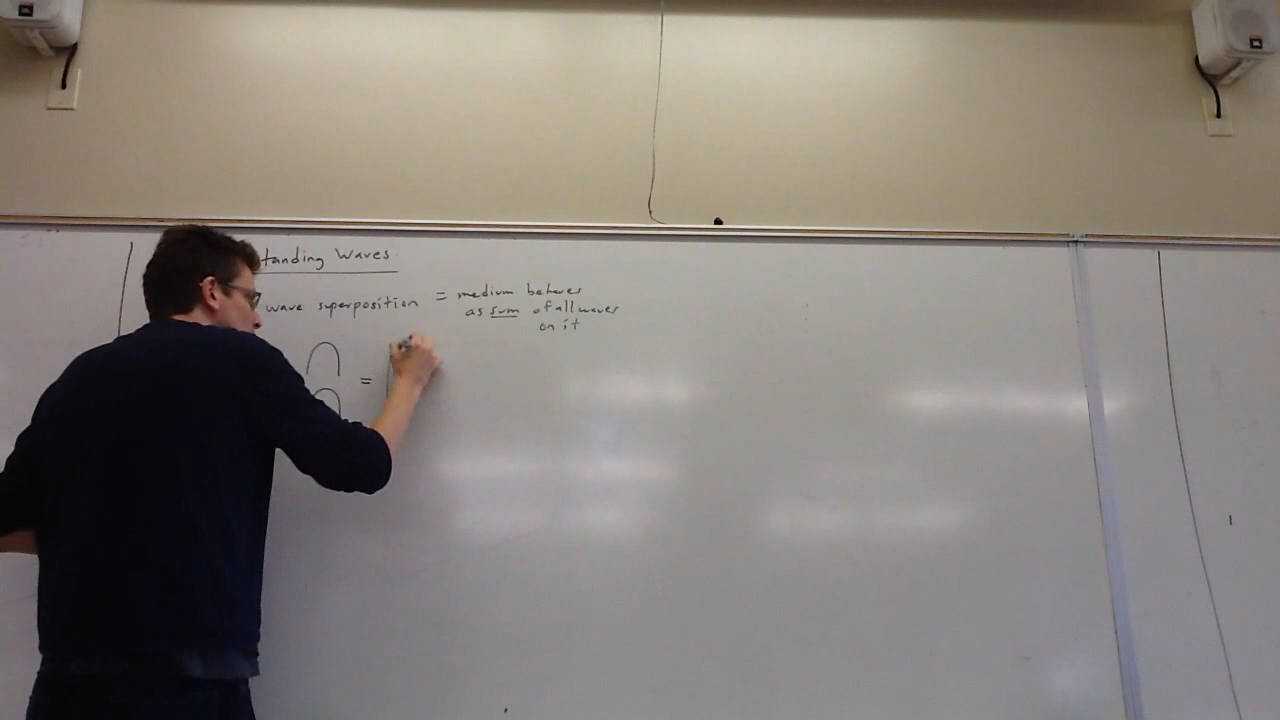 tanding Waves
wave superposition = medium behaves
as sum of all waves
on it
=